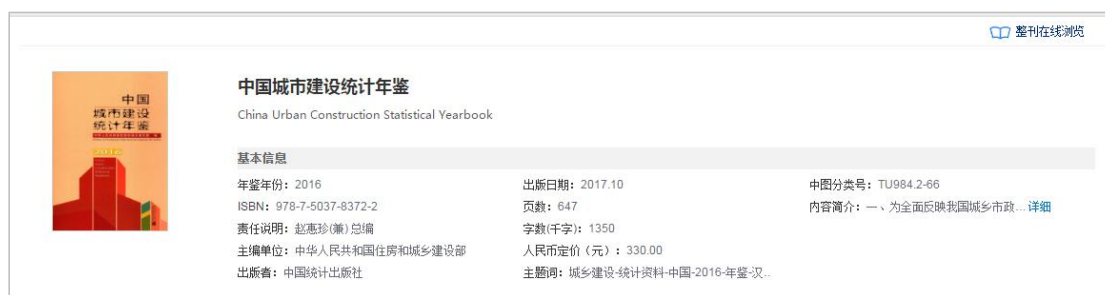 整刊在线浏览
中国
城市建设
统计年鉴
中国城市建设统计年鉴
China Urban Construction Statistical Yearbook
基本信息
年鉴年份：2016
出版日期：2017.10
中图分类号：TU984.2-66
ISBN：978-7-5037-8372-2
页数：647
内容简介：一、为全面反映我国城乡市政...详细
责任说明：赵惠珍(兼)总编
字数(千字)：1350
主编单位：中华人民共和国住房和城乡建设部
人民币定价（元）：330.00
出版者：中国统计出版社
主题词：城乡建设-统计资料-中国-2016-年鉴-汉..